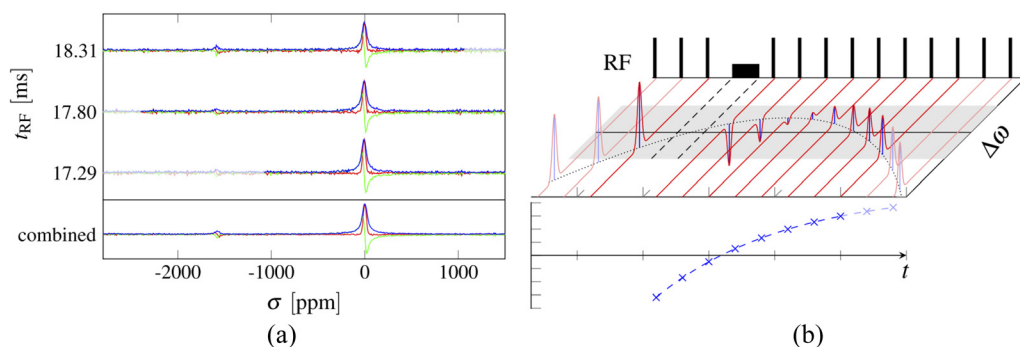 18.31
17.80
17.29
combined
t_RF [ms]
-2000 -1000 0 1000
σ [ppm]
(a)
RF
Δω
t
(b)